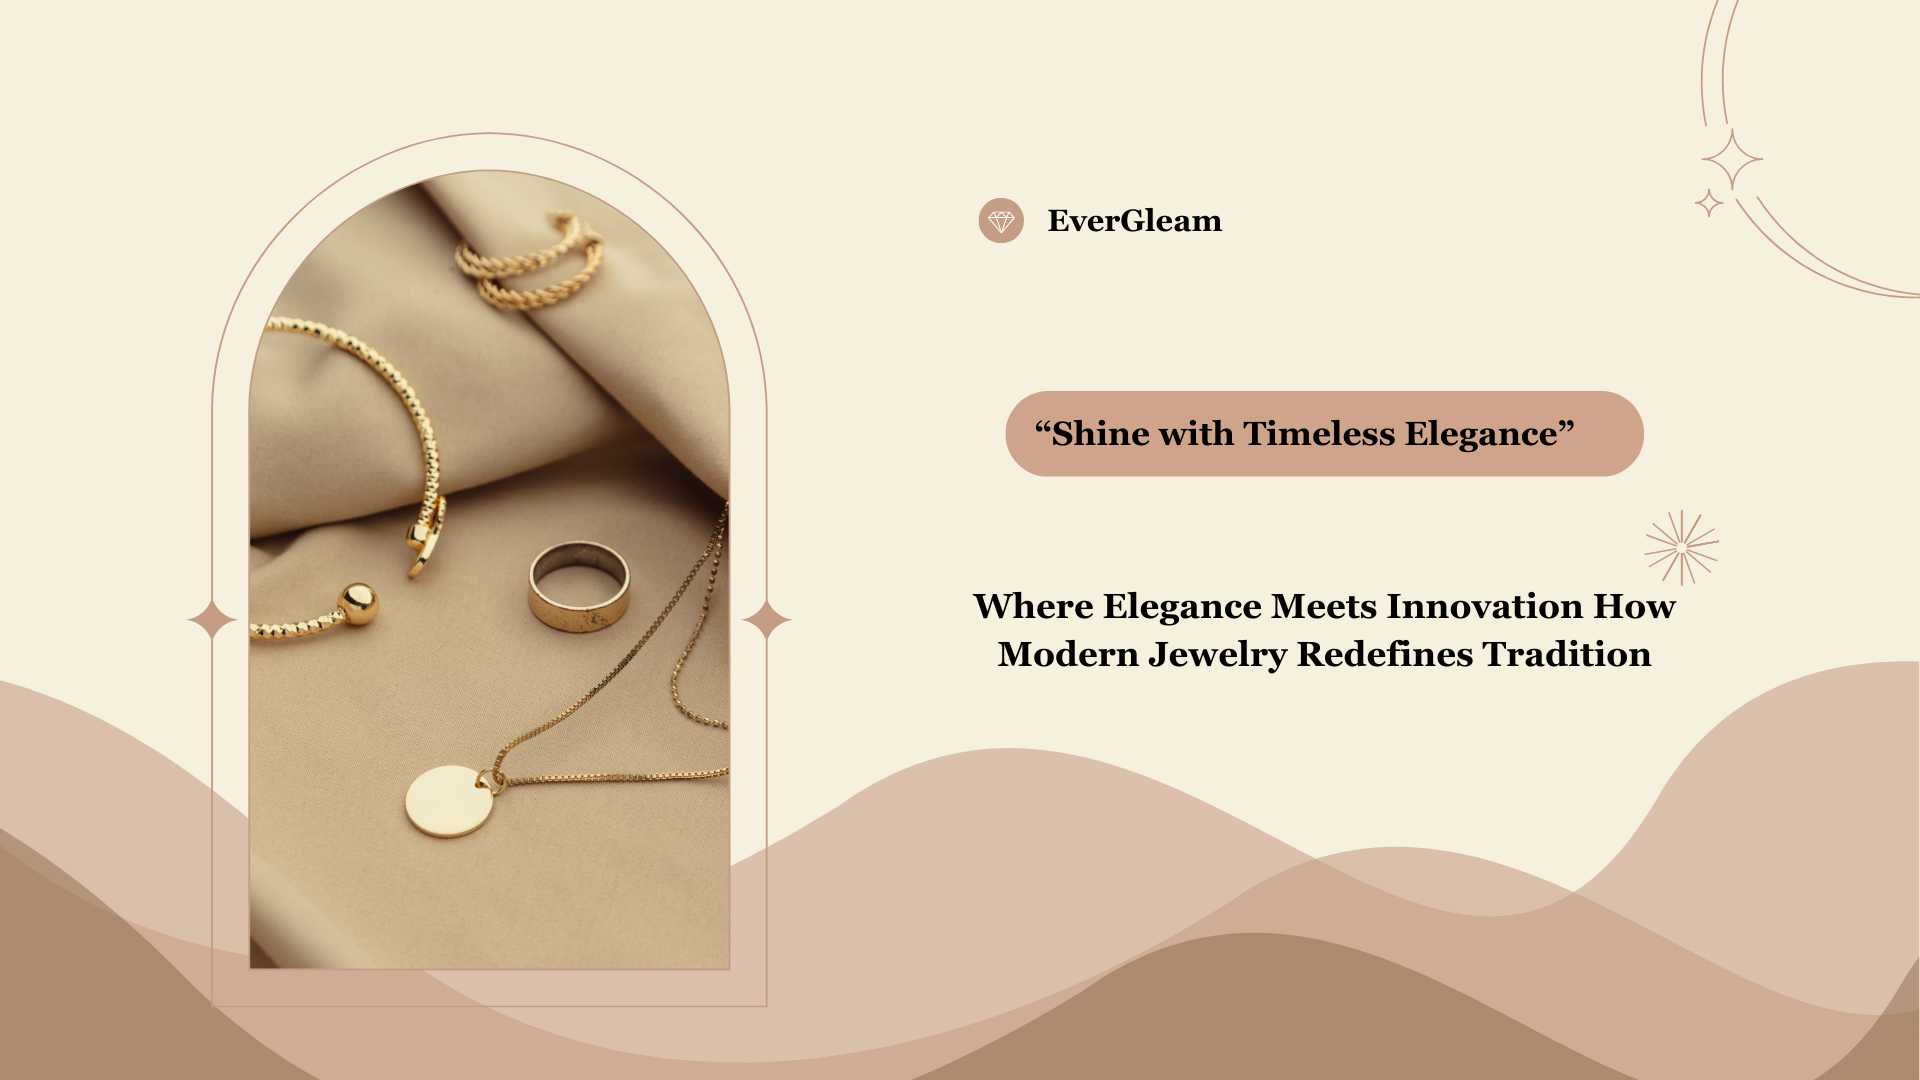 EverGleam
“Shine with Timeless Elegance”
Where Elegance Meets Innovation How
Modern Jewelry Redefines Tradition